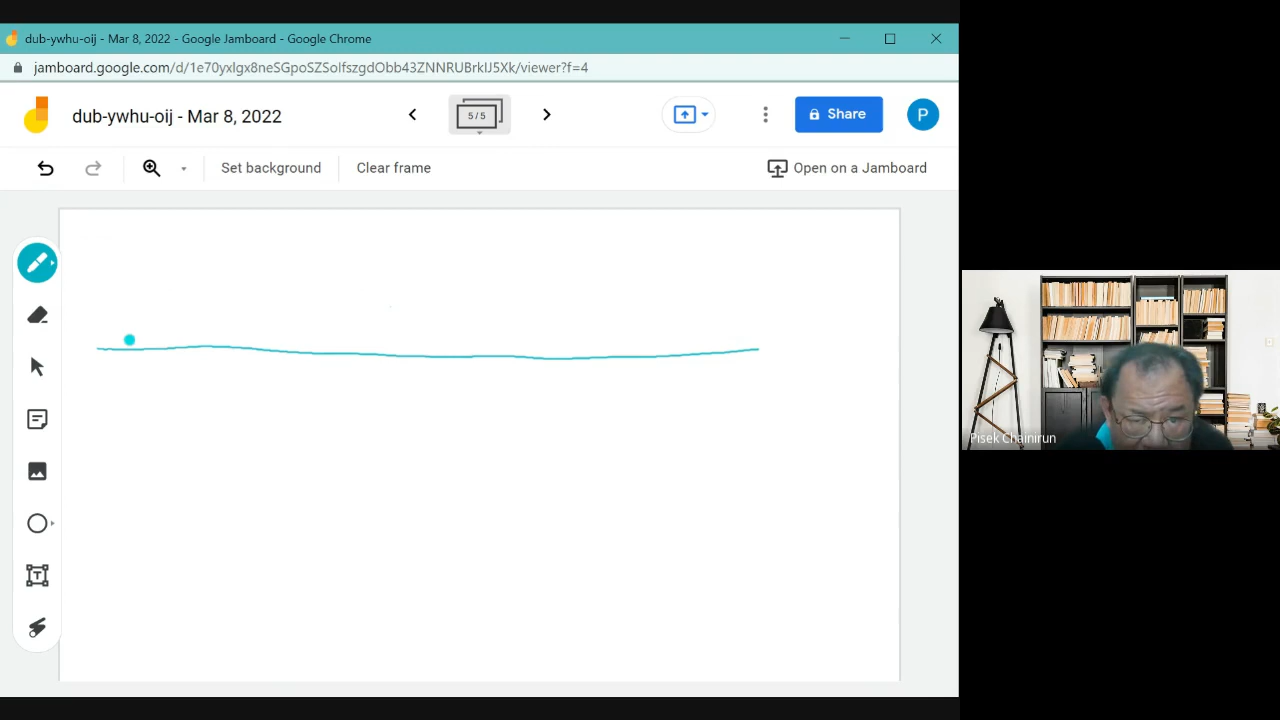 dub-ywhu-oij - Mar 8, 2022 - Google Jamboard - Google Chrome
jamboard.google.com/d/1e70yxlgx8neSGpoSZSolfszgdObb43ZNNRUBrkIJ5Xk/viewer?f=4
dub-ywhu-oij - Mar 8, 2022
5 / 5
Share
P
Set background
Clear frame
Open on a Jamboard
T
Pisek Chainirun